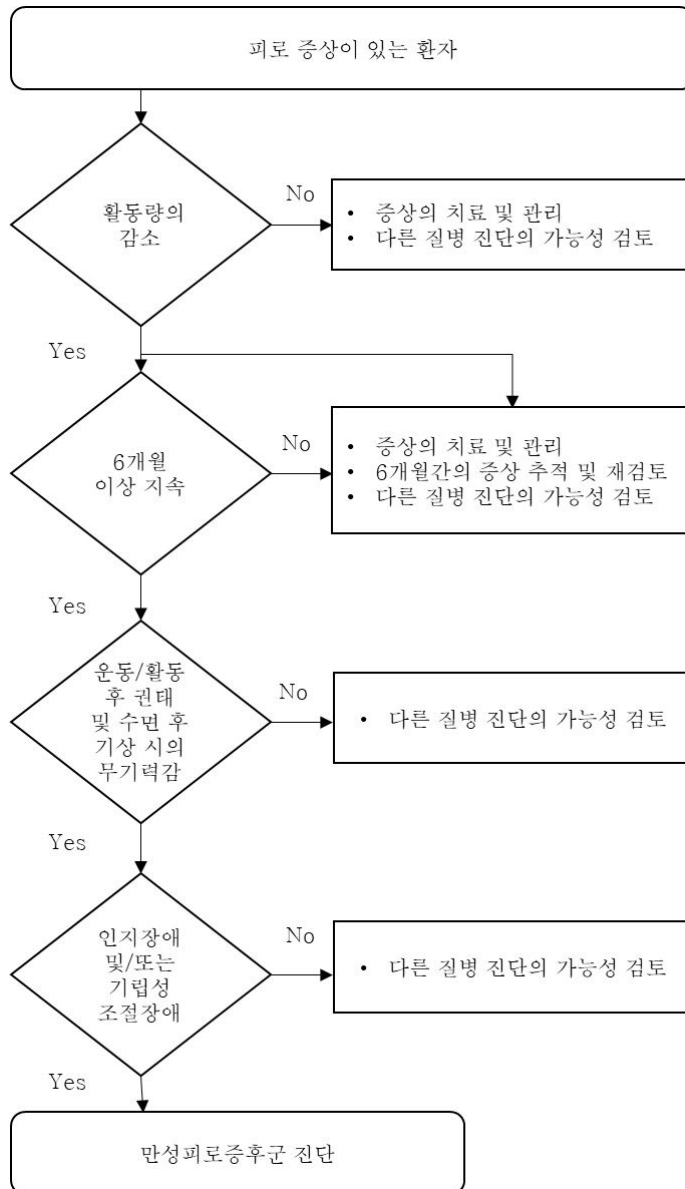 피로 증상이 있는 환자
활동량의
감소
No
• 증상의 치료 및 관리
• 다른 질병 진단의 가능성 검토
Yes
6개월
이상 지속
No
• 증상의 치료 및 관리
• 6개월간의 증상 추적 및 재검토
• 다른 질병 진단의 가능성 검토
Yes
운동/활동
후 권태
및 수면 후
기상 시의
무기력감
No
• 다른 질병 진단의 가능성 검토
Yes
인지장애
및/또는
기립성
조절장애
No
• 다른 질병 진단의 가능성 검토
Yes
만성피로증후군 진단